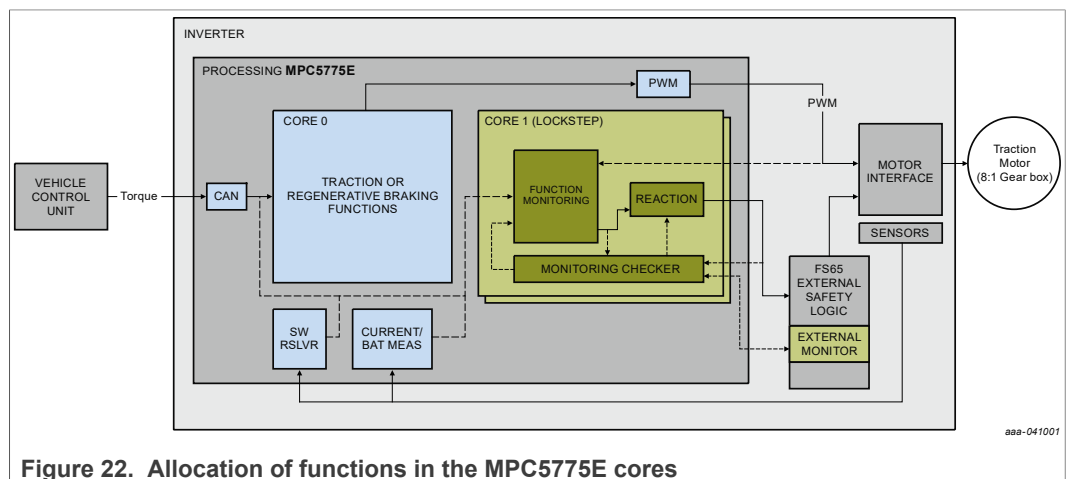 INVERTER
PROCESSING MPC5775E
PWM
PWM
CORE 0
CORE 1 (LOCKSTEP)
TRACTION OR
REGENERATIVE BRAKING
FUNCTIONS
FUNCTION
MONITORING
REACTION
MONITORING CHECKER
VEHICLE
CONTROL
UNIT
Torque
CAN
MOTOR
INTERFACE
Traction
Motor
(8:1 Gear box)
SENSORS
FS65
EXTERNAL
SAFETY
LOGIC
EXTERNAL
MONITOR
SW
RSLVR
CURRENT/
BAT MEAS
aaa-041001
Figure 22. Allocation of functions in the MPC5775E cores